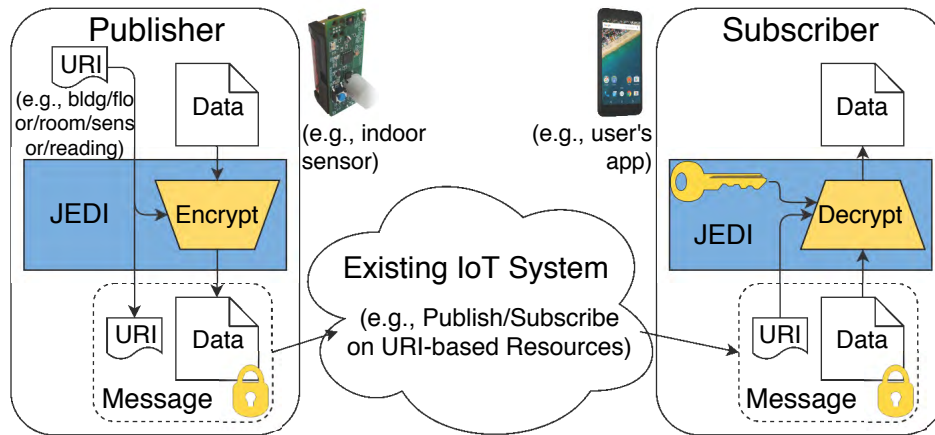 Publisher
URI
(e.g., bldg/flo
or/room/sens
or/reading)
Data
(e.g., indoor
sensor)
JEDI
Encrypt
URI
Data
Message
Existing IoT System
(e.g., Publish/Subscribe
on URI-based Resources)
Subscriber
(e.g., user's
app)
Data
JEDI
Decrypt
URI
Data
Message